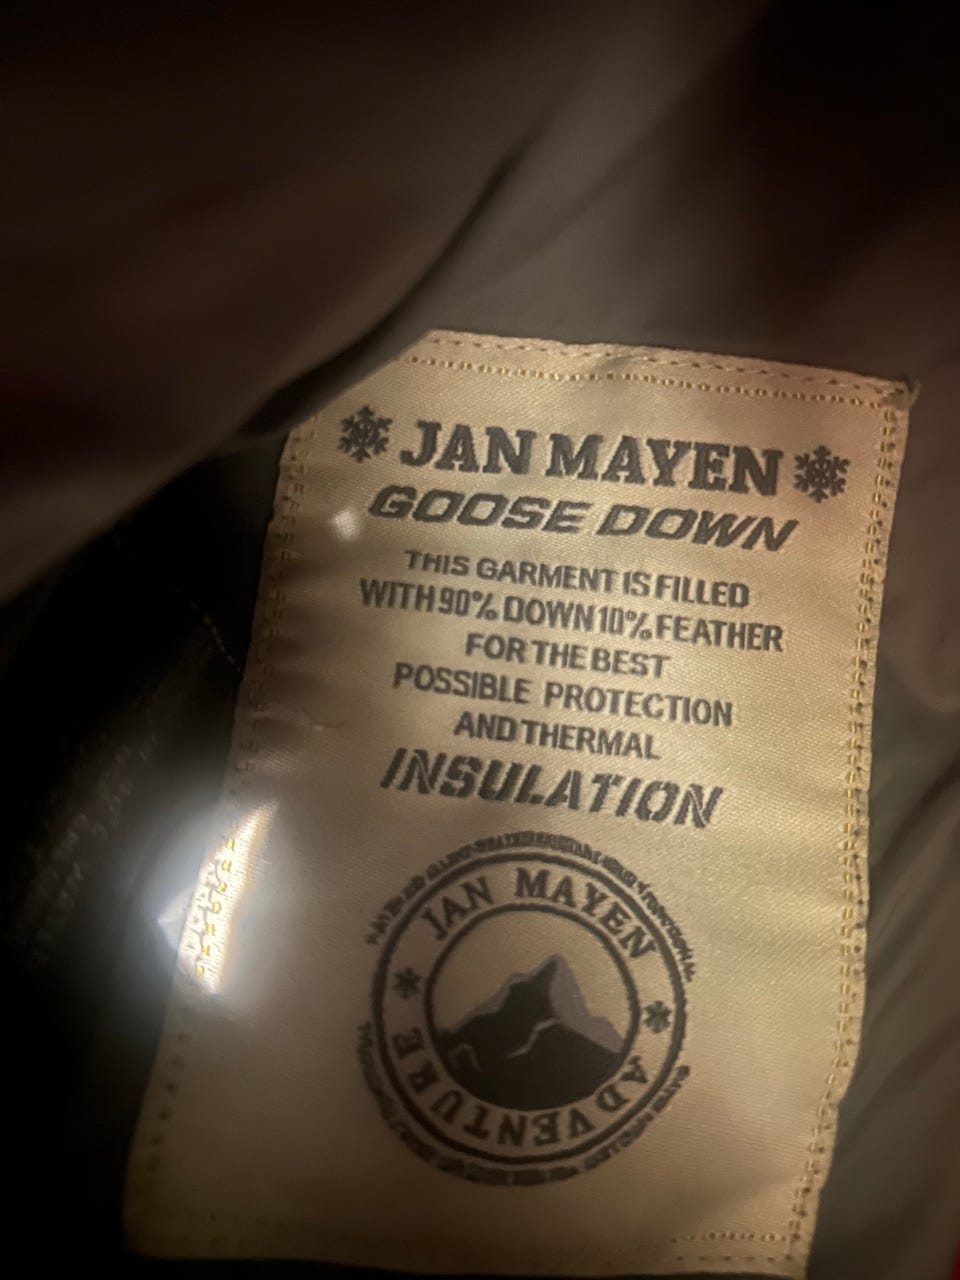 JAN MAYEN
GOOSE DOWN
THIS GARMENT IS FILLED
WITH 90% DOWN 10% FEATHER
FOR THE BEST
POSSIBLE PROTECTION
AND THERMAL
INSULATION
JAN MAYEN
ADVENTURE